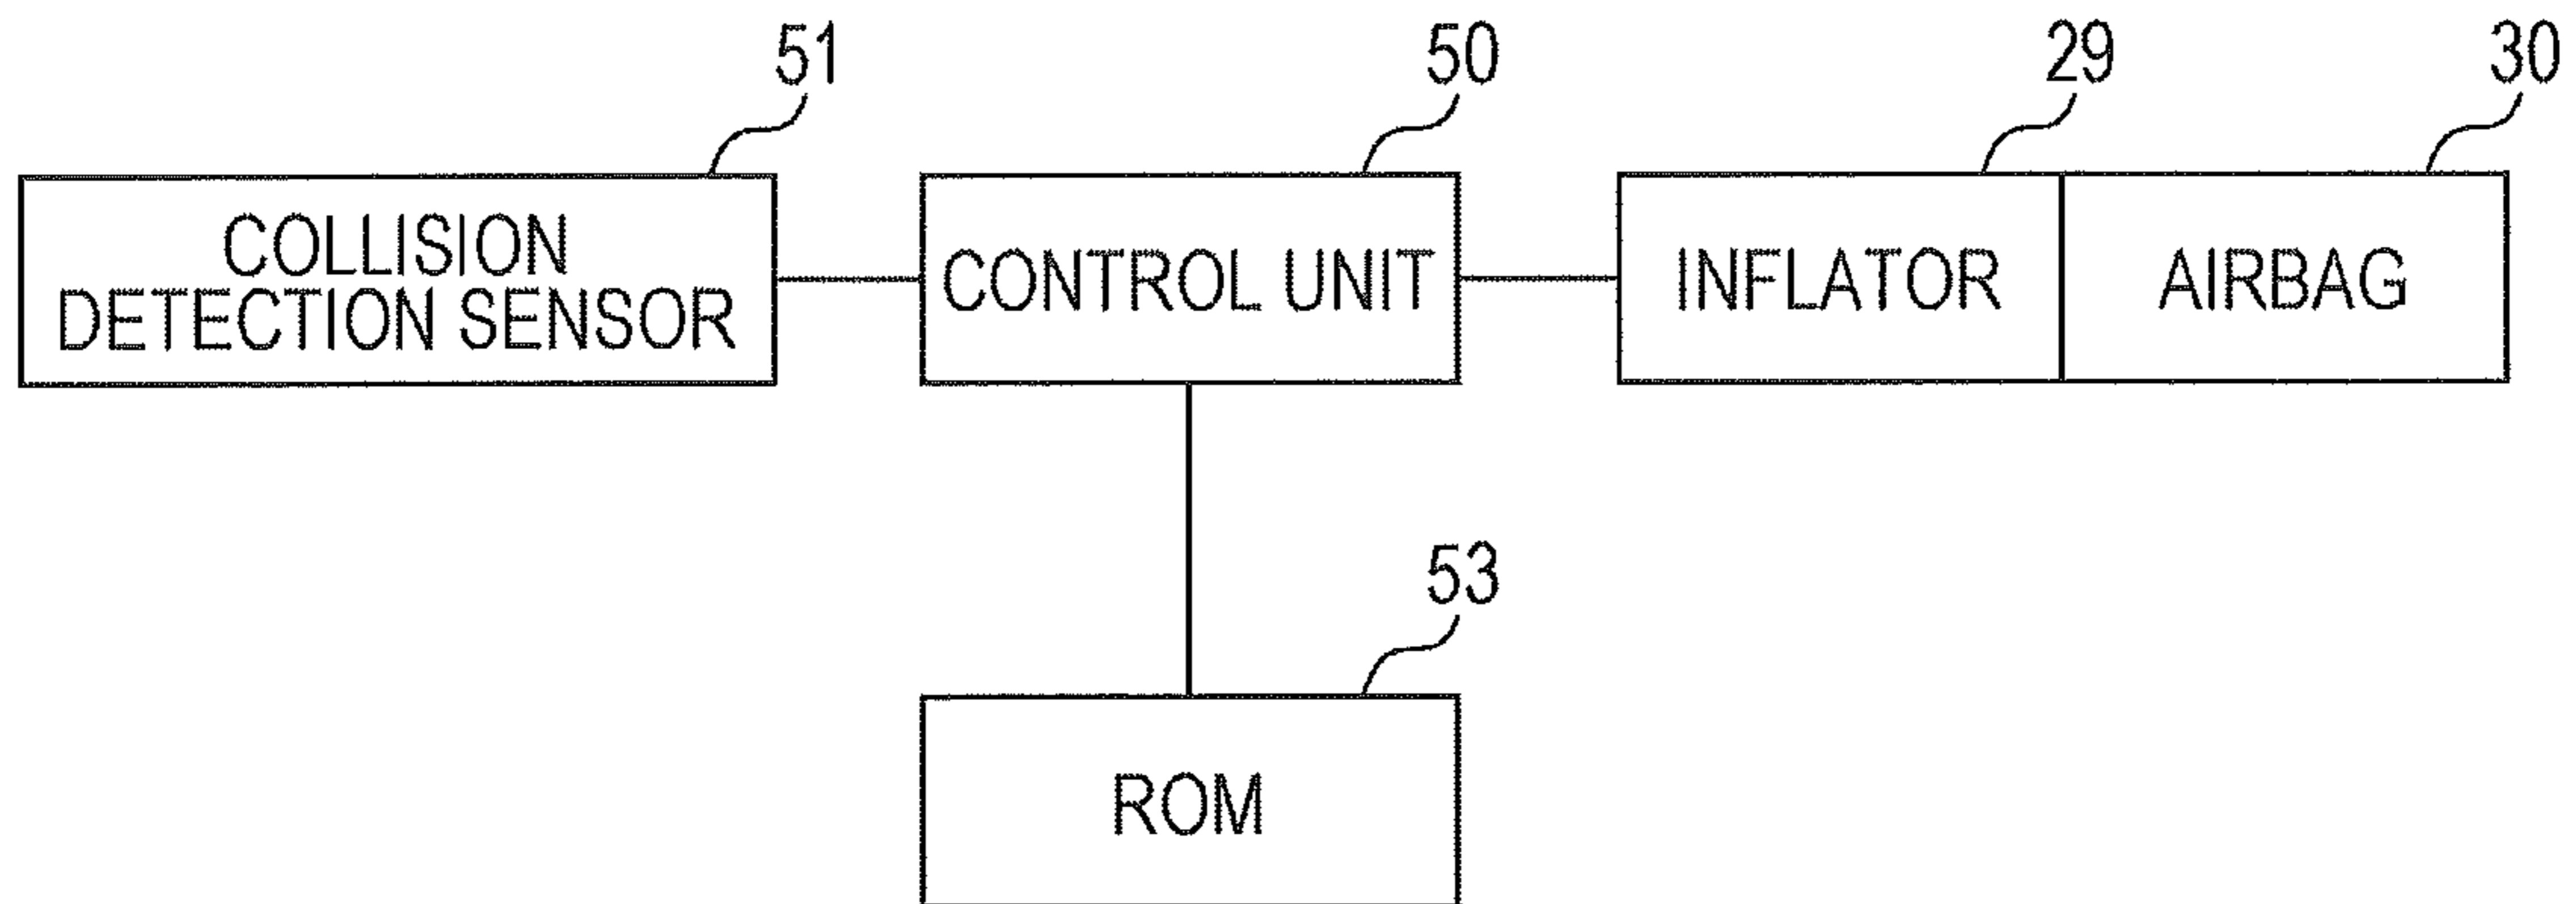 51
50
29
30
COLLISION
DETECTION SENSOR
CONTROL UNIT
INFLATOR
AIRBAG
53
ROM